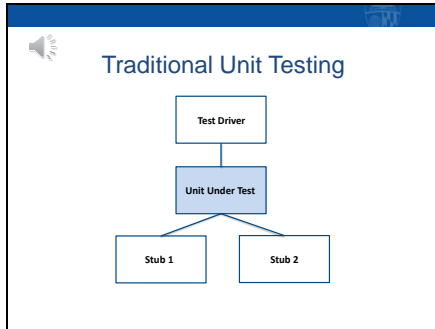 Traditional Unit Testing
Test Driver
Unit Under Test
Stub 1
Stub 2